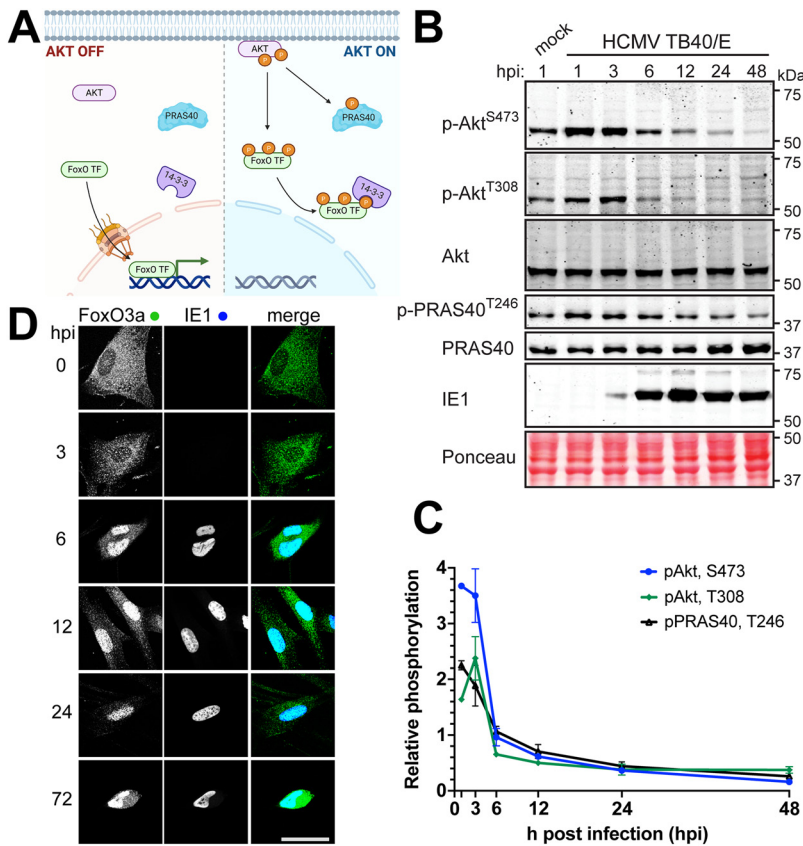 A
AKT OFF
AKT ON
AKT
P
P
AKT
P
PRAS40
PRAS40
P
P
P
FoxO TF
FoxO TF
14-3-3
P
P
P
14-3-3
FoxO TF
FoxO TF
B
mock
HCMV TB40/E
hpi: 1 1 3 6 12 24 48 kDa
75
p-Akt^S473
50
75
p-Akt^T308
50
75
Akt
50
p-PRAS40^T246
37
PRAS40
37
75
IE1
50
50
Ponceau
37
C
Relative phosphorylation
4
3
2
1
0
pAkt, S473
pAkt, T308
pPRAS40, T246
0 3 6 12 24 48
h post infection (hpi)
D
FoxO3a IE1 merge
hpi
0
3
6
12
24
72